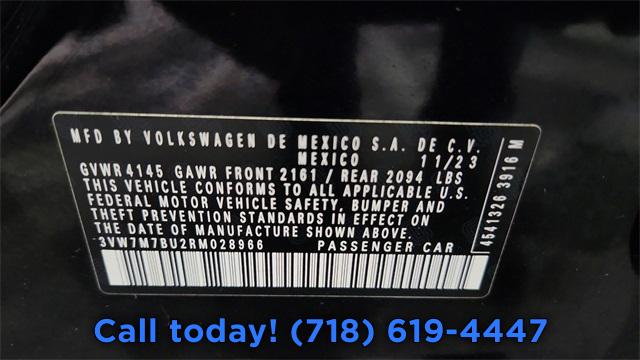 MFD BY VOLKSWAGEN DE MEXICO S.A. DE C.V.
MEXICO 11/23
GVWR 4145 GAWR FRONT 2161 / REAR 2094 LBS
THIS VEHICLE CONFORMS TO ALL APPLICABLE U.S.
FEDERAL MOTOR VEHICLE SAFETY, BUMPER AND
THEFT PREVENTION STANDARDS IN EFFECT ON
THE DATE OF MANUFACTURE SHOWN ABOVE.
3VW7M7BU2RM028966 PASSENGER CAR
4541326 3916 M
Call today! (718) 619-4447